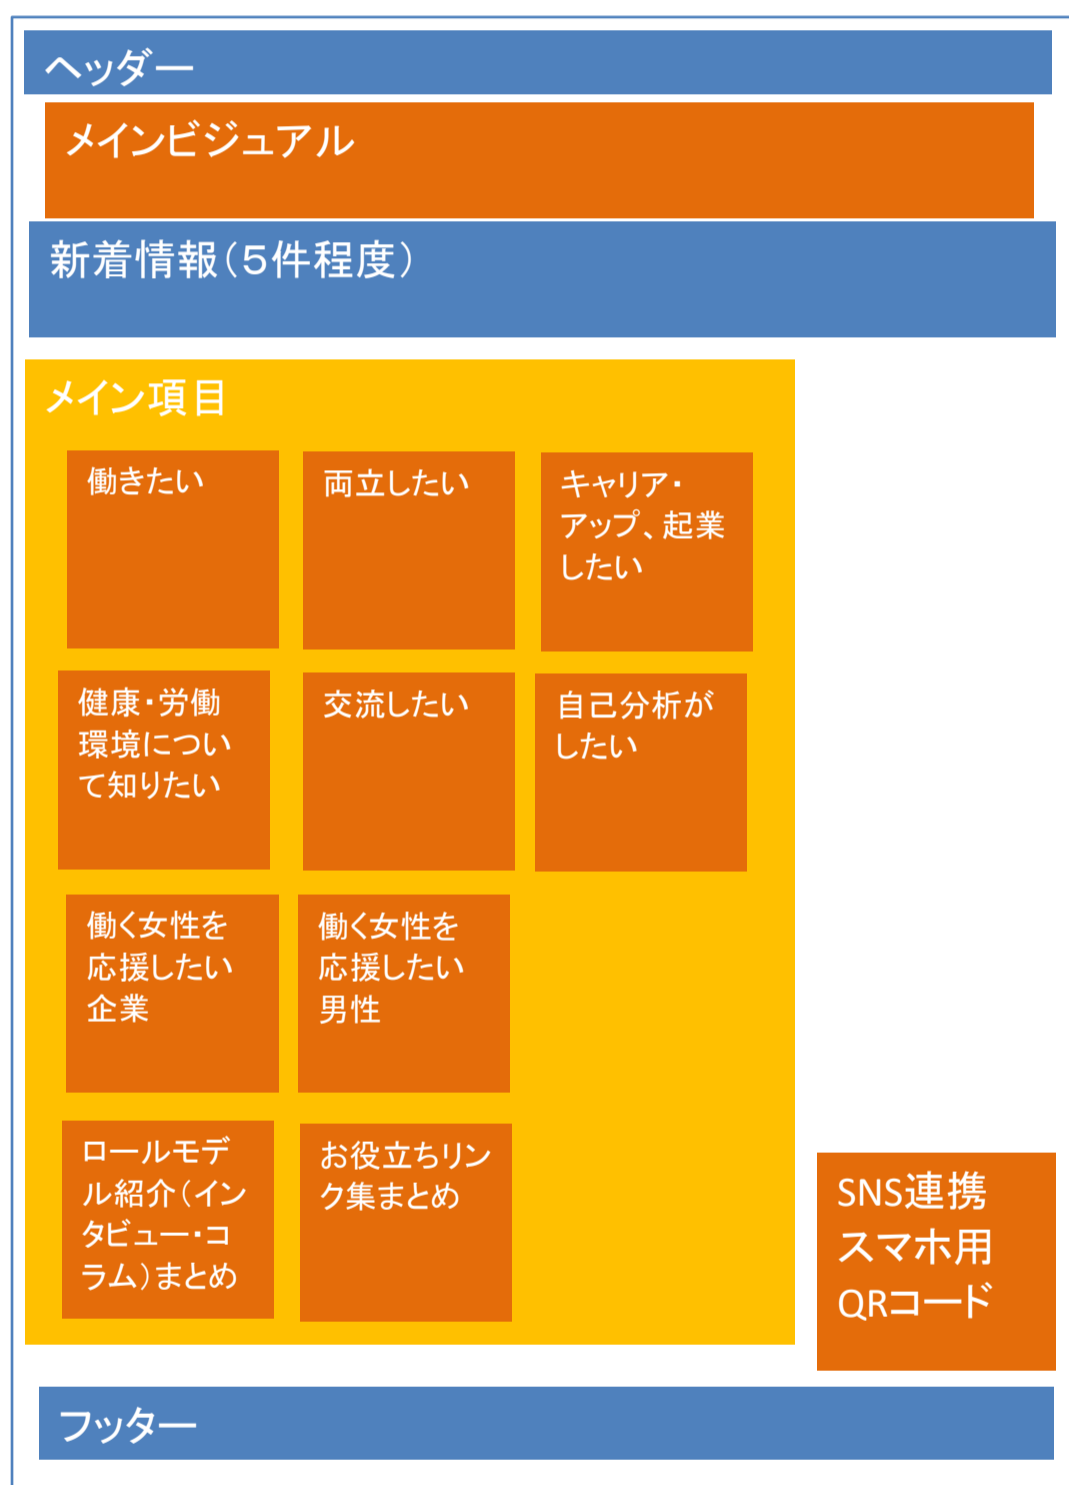 ヘッダー
メインビジュアル
新着情報（５件程度）
メイン項目
働きたい
両立したい
キャリア・
アップ、起業
したい
健康・労働
環境につい
て知りたい
交流したい
自己分析が
したい
働く女性を
応援したい
企業
働く女性を
応援したい
男性
ロールモデ
ル紹介（イン
タビュー・コ
ラム）まとめ
お役立ちリン
ク集まとめ
SNS連携
スマホ用
QRコード
フッター